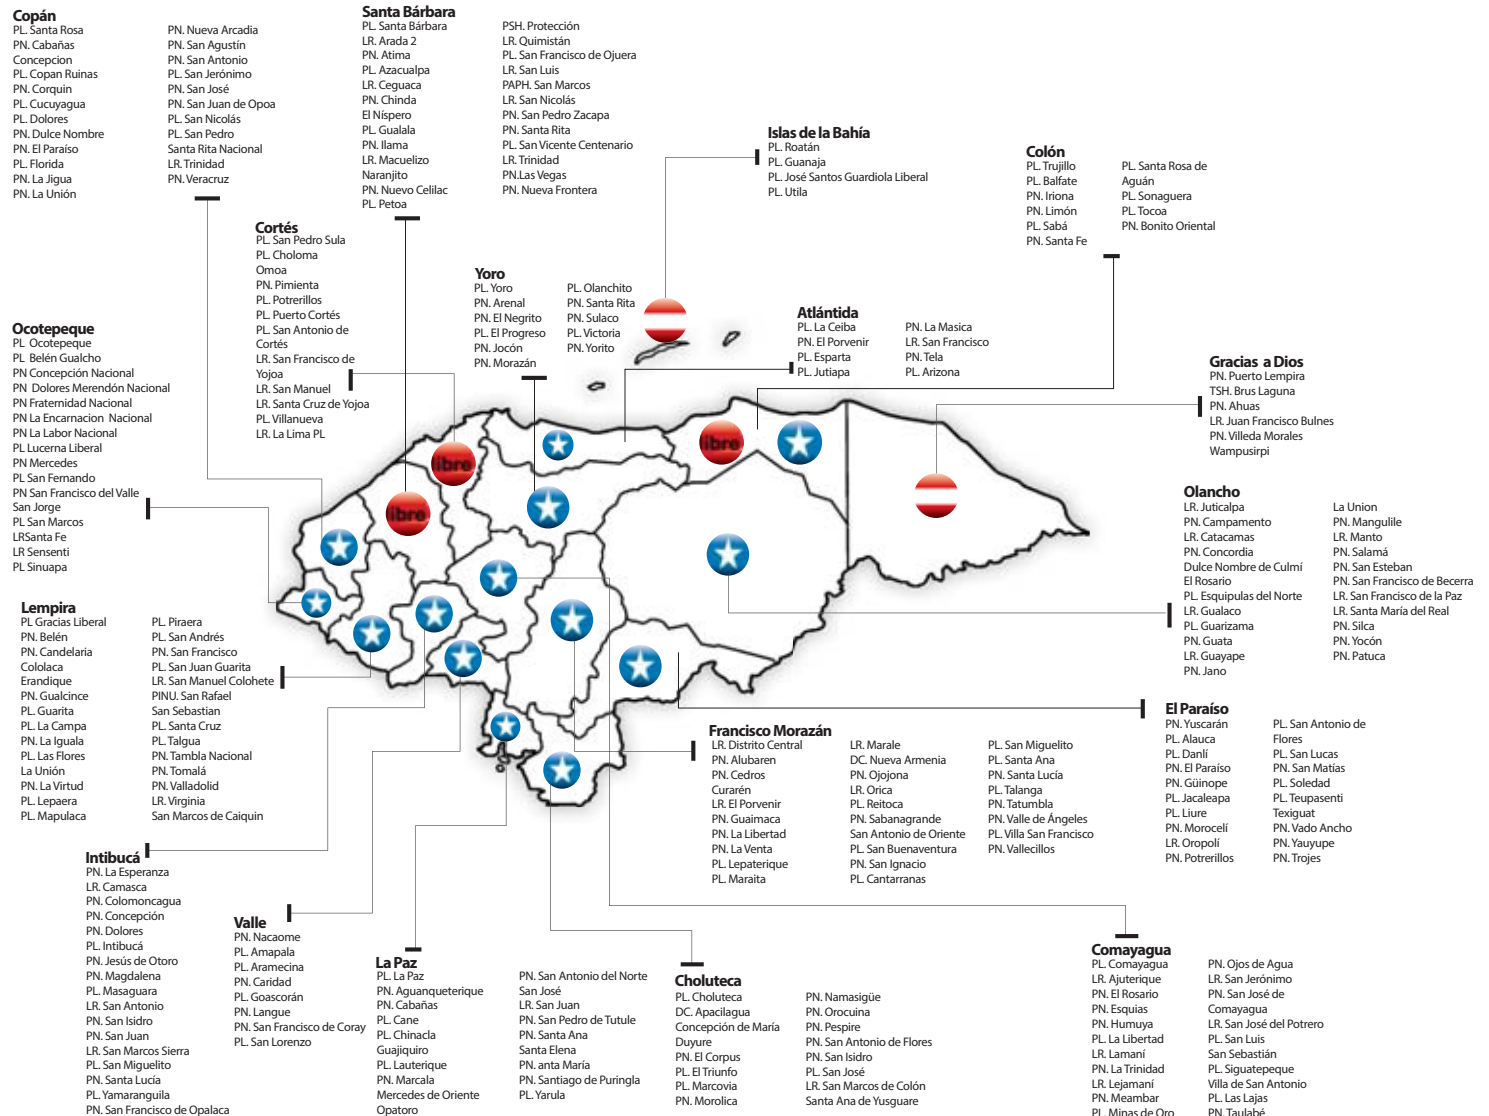 Copán
PL. Santa Rosa
PN. Cabañas
Concepcion
PL. Copan Ruinas
PN. Corquin
PL. Cucuyagua
PL. Dolores
PN. Dulce Nombre
PN. El Paraíso
PL. Florida
PN. La Jigua
PN. La Unión
PN. Nueva Arcadia
PN. San Agustín
PN. San Antonio
PL. San Jerónimo
PN. San José
PN. San Juan de Opoa
PL. San Nicolás
PL. San Pedro
Santa Rita Nacional
LR. Trinidad
PN. Veracruz
Santa Bárbara
PL. Santa Bárbara
LR. Arada 2
PN. Atima
PL. Azacualpa
LR. Ceguaca
PN. Chinda
El Níspero
PL. Gualala
PN. Ilama
LR. Macuelizo
Naranjito
PN. Nuevo Celilac
PL. Petoa
PSH. Protección
LR. Quimistán
PL. San Francisco de Ojuera
LR. San Luis
PAPH. San Marcos
LR. San Nicolás
PN. San Pedro Zacapa
PN. Santa Rita
PL. San Vicente Centenario
LR. Trinidad
PN.Las Vegas
PN. Nueva Frontera
Islas de la Bahía
PL. Roatán
PL. Guanaja
PL. José Santos Guardiola Liberal
PL. Utila
Colón
PL. Trujillo
PL. Balfate
PN. Iriona
PN. Limón
PL. Sabá
PN. Santa Fe
PL. Santa Rosa de
Aguán
PL. Sonaguera
PL. Tocoa
PN. Bonito Oriental
Cortés
PL. San Pedro Sula
PL. Choloma
Omoa
PN. Pimienta
PL. Potrerillos
PL. Puerto Cortés
PL. San Antonio de
Cortés
LR. San Francisco de
Yojoa
LR. San Manuel
LR. Santa Cruz de Yojoa
PL. Villanueva
LR. La Lima PL
Yoro
PL. Yoro
PN. Arenal
PN. El Negrito
PL. El Progreso
PN. Jocón
PN. Morazán
PL. Olanchito
PN. Santa Rita
PN. Sulaco
PL. Victoria
PN. Yorito
Atlántida
PL. La Ceiba
PN. El Porvenir
PL. Esparta
PL. Jutiapa
PN. La Masica
LR. San Francisco
PN. Tela
PL. Arizona
Ocotepeque
PL Ocotepeque
PL Belén Gualcho
PN Concepción Nacional
PN Dolores Merendón Nacional
PN Fraternidad Nacional
PN La Encarnacion Nacional
PN La Labor Nacional
PL Lucerna Liberal
PN Mercedes
PL San Fernando
PN San Francisco del Valle
San Jorge
PL San Marcos
LRSanta Fe
LR Sensenti
PL Sinuapa
Gracias a Dios
PN. Puerto Lempira
TSH. Brus Laguna
PN. Ahuas
LR. Juan Francisco Bulnes
PN. Villeda Morales
Wampusirpi
libre
libre
libre
Olancho
LR. Juticalpa
PN. Campamento
LR. Catacamas
PN. Concordia
Dulce Nombre de Culmí
El Rosario
PL. Esquipulas del Norte
LR. Gualaco
PL. Guarizama
PN. Guata
LR. Guayape
PN. Jano
La Union
PN. Mangulile
LR. Manto
PN. Salamá
PN. San Esteban
PN. San Francisco de Becerra
LR. San Francisco de la Paz
LR. Santa María del Real
PN. Silca
PN. Yocón
PN. Patuca
Lempira
PL Gracias Liberal
PN. Belén
PN. Candelaria
Cololaca
Erandique
PN. Gualcince
PL. Guarita
PL. La Campa
PN. La Iguala
PL. Las Flores
La Unión
PN. La Virtud
PL. Lepaera
PL. Mapulaca
PL. Piraera
PL. San Andrés
PN. San Francisco
PL. San Juan Guarita
LR. San Manuel Colohete
PINU. San Rafael
San Sebastian
PL. Santa Cruz
PL. Talgua
PN. Tambla Nacional
PN. Tomalá
PN. Valladolid
LR. Virginia
San Marcos de Caiquin
El Paraíso
PN. Yuscarán
PL. Alauca
PL. Danlí
PN. El Paraíso
PN. Güinope
PL. Jacaleapa
PL. Liure
PN. Morocelí
LR. Oropolí
PN. Potrerillos
PL. San Antonio de
Flores
PL. San Lucas
PN. San Matías
PL. Soledad
PL. Teupasenti
Texiguat
PN. Vado Ancho
PN. Yauyupe
PN. Trojes
Francisco Morazán
LR. Distrito Central
PN. Alubaren
PN. Cedros
Curarén
LR. El Porvenir
PN. Guaimaca
PN. La Libertad
PN. La Venta
PL. Lepaterique
PL. Maraita
LR. Marale
DC. Nueva Armenia
PN. Ojojona
LR. Orica
PL. Reitoca
PN. Sabanagrande
San Antonio de Oriente
PL. San Buenaventura
PN. San Ignacio
PL. Cantarranas
PL. San Miguelito
PL. Santa Ana
PN. Santa Lucía
PL. Talanga
PN. Tatumbla
PN. Valle de Ángeles
PL. Villa San Francisco
PN. Vallecillos
Intibucá
PN. La Esperanza
LR. Camasca
PN. Colomoncagua
PN. Concepción
PN. Dolores
PL. Intibucá
PN. Jesús de Otoro
PN. Magdalena
PL. Masaguara
LR. San Antonio
PN. San Isidro
PN. San Juan
LR. San Marcos Sierra
PL. San Miguelito
PN. Santa Lucía
PL. Yamaranguila
PN. San Francisco de Opalaca
Valle
PN. Nacaome
PL. Amapala
PL. Aramecina
PN. Caridad
PL. Goascorán
PN. Langue
PN. San Francisco de Coray
PL. San Lorenzo
La Paz
PL. La Paz
PN. Aguanqueterique
PN. Cabañas
PL. Cane
PL. Chinacla
Guajiquiro
PL. Lauterique
PN. Marcala
Mercedes de Oriente
Opatoro
PN. San Antonio del Norte
San José
LR. San Juan
PN. San Pedro de Tutule
PN. Santa Ana
Santa Elena
PN. anta María
PN. Santiago de Puringla
PL. Yarula
Choluteca
PL. Choluteca
DC. Apacilagua
Concepción de María
Duyure
PN. El Corpus
PL. El Triunfo
PL. Marcovia
PN. Morolica
PN. Namasigüe
PN. Orocuina
PN. Pespire
PN. San Antonio de Flores
PN. San Isidro
PL. San José
LR. San Marcos de Colón
Santa Ana de Yusguare
Comayagua
PL. Comayagua
LR. Ajuterique
PN. El Rosario
PN. Esquias
PN. Humuya
PL. La Libertad
LR. Lamaní
PN. La Trinidad
LR. Lejamaní
PN. Meambar
PL. Minas de Oro
PN. Ojos de Agua
LR. San Jerónimo
PN. San José de
Comayagua
LR. San José del Potrero
PL. San Luis
San Sebastián
PL. Siguatepeque
Villa de San Antonio
PL. Las Lajas
PN. Taulabé